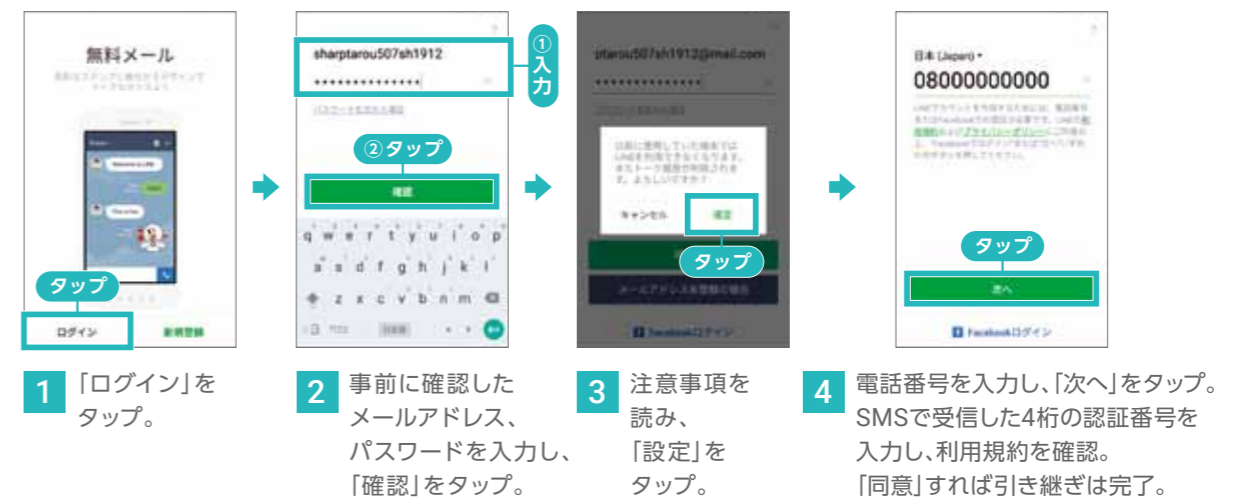 無料メール
タップ
ログイン
新規登録
1
「ログイン」を
タップ。
sharptarou507sh1912
①入力
②タップ
確認
q w e r t y u i o p
a s d f g h j k l
z x c v b n m
2
事前に確認した
メールアドレス、
パスワードを入力し、
「確認」をタップ。
ptarou507sh1912@mail.com
キャンセル
確定
タップ
Facebookログイン
3
注意事項を
読み、
「設定」を
タップ。
日本 (Japan)
08000000000
タップ
次へ
Facebookログイン
4
電話番号を入力し、「次へ」をタップ。
SMSで受信した4桁の認証番号を
入力し、利用規約を確認。
「同意」すれば引き継ぎは完了。